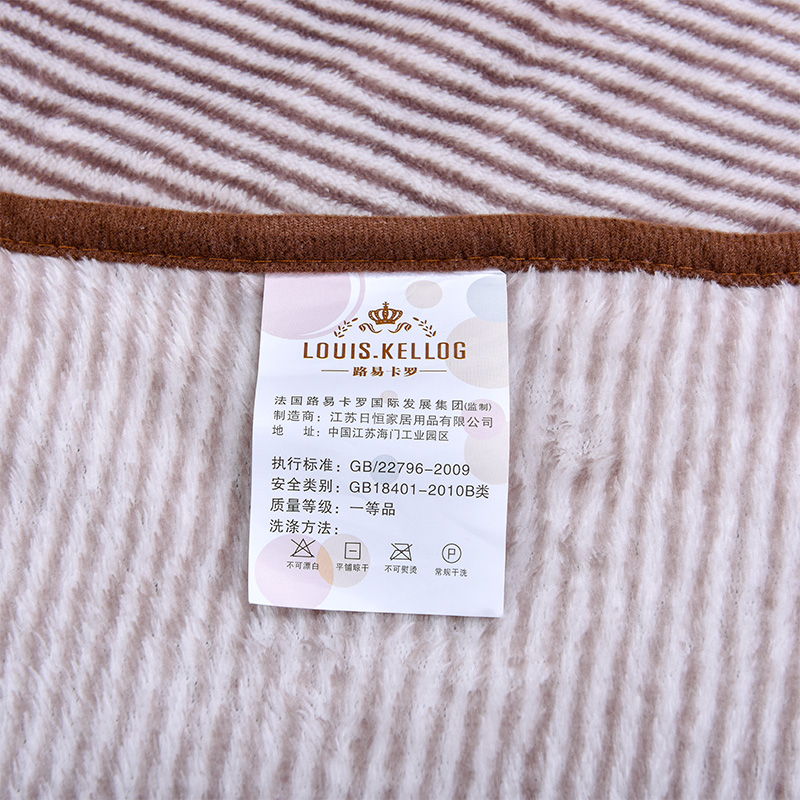 LOUIS.KELLOG
路易卡罗
法国路易卡罗国际发展集团(监制)
制造商：江苏日恒家居用品有限公司
地 址：中国江苏海门工业园区
执行标准：GB/22796-2009
安全类别：GB18401-2010B类
质量等级：一等品
洗涤方法：
P
不可漂白 平铺晾干 不可熨烫 常规干洗